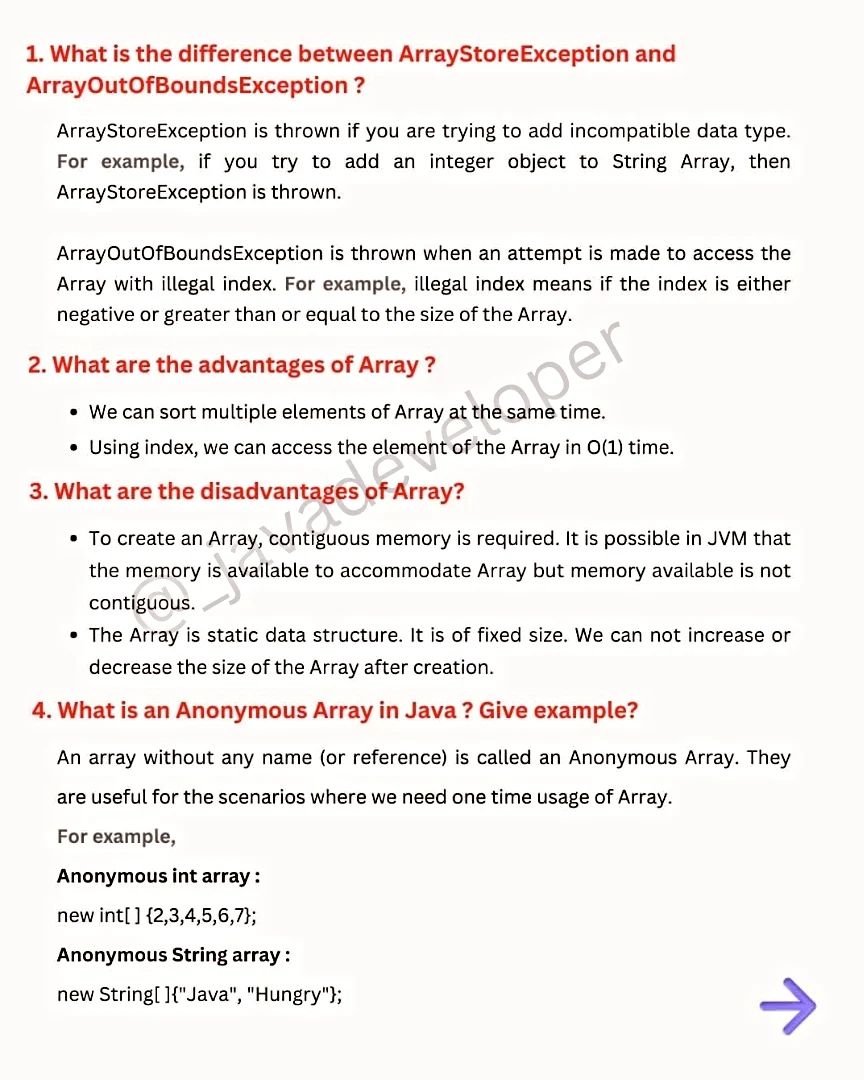 1. What is the difference between ArrayStoreException and
ArrayOutOfBoundsException ?
ArrayStoreException is thrown if you are trying to add incompatible data type.
For example, if you try to add an integer object to String Array, then
ArrayStoreException is thrown.
ArrayOutOfBoundsException is thrown when an attempt is made to access the
Array with illegal index. For example, illegal index means if the index is either
negative or greater than or equal to the size of the Array.
2. What are the advantages of Array ?
• We can sort multiple elements of Array at the same time.
• Using index, we can access the element of the Array in O(1) time.
3. What are the disadvantages of Array?
• To create an Array, contiguous memory is required. It is possible in JVM that
the memory is available to accommodate Array but memory available is not
contiguous.
• The Array is static data structure. It is of fixed size. We can not increase or
decrease the size of the Array after creation.
4. What is an Anonymous Array in Java ? Give example?
An array without any name (or reference) is called an Anonymous Array. They
are useful for the scenarios where we need one time usage of Array.
For example,
Anonymous int array :
new int[ ] {2,3,4,5,6,7};
Anonymous String array :
new String[ ]{"Java", "Hungry"};
@_javadeveloper